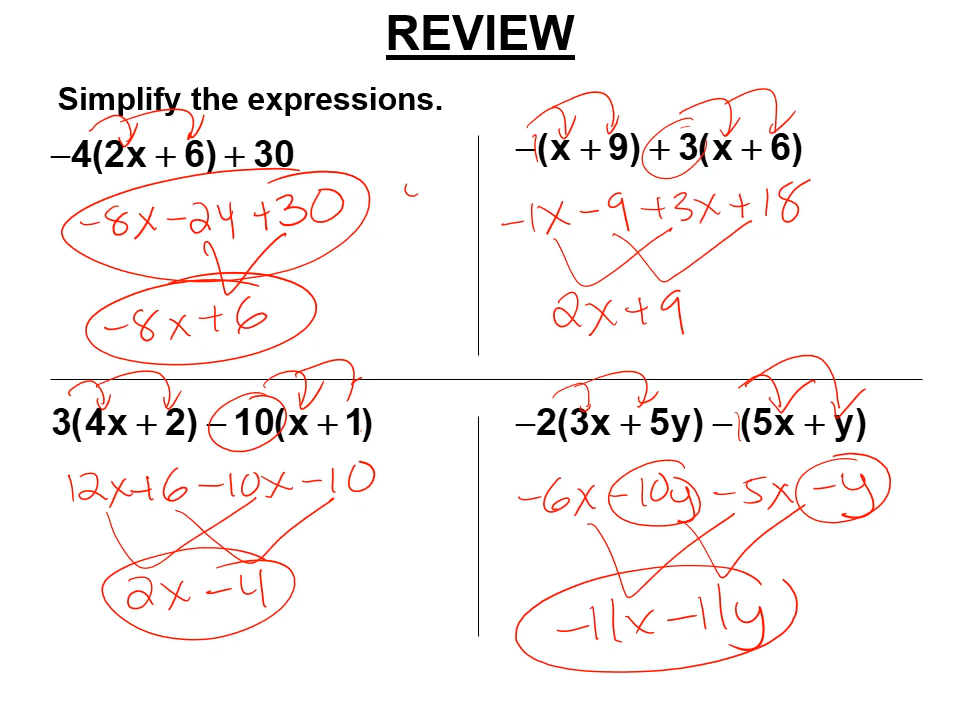 REVIEW
Simplify the expressions.
−4(2x + 6) + 30
-8x - 24 + 30
-8x + 6
−(x + 9) + 3(x + 6)
1
-1x - 9 + 3x + 18
2x + 9
3(4x + 2) − 10(x + 1)
12x + 6 - 10x - 10
2x - 4
−2(3x + 5y) − (5x + y)
1
-6x - 10y - 5x - y
-11x - 11y